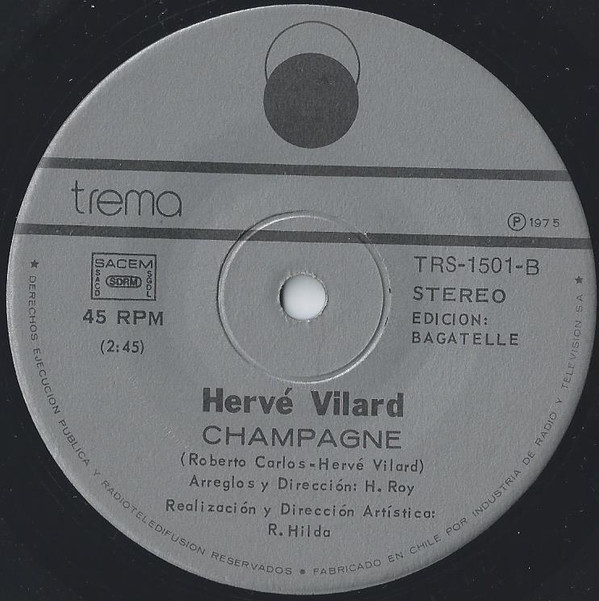 trema
Ⓟ 1975
SACEM
SACD
SDRM
SGDL
TRS-1501-B
STEREO
45 RPM
EDICION:
(2:45)
BAGATELLE
Hervé Vilard
CHAMPAGNE
(Roberto Carlos-Hervé Vilard)
Arreglos y Dirección: H. Roy
Realización y Dirección Artística:
R. Hilda
★ DERECHOS EJECUCION PUBLICA Y RADIOTELEDIFUSION RESERVADOS ● FABRICADO EN CHILE POR INDUSTRIA DE RADIO Y TELEVISION S A ★